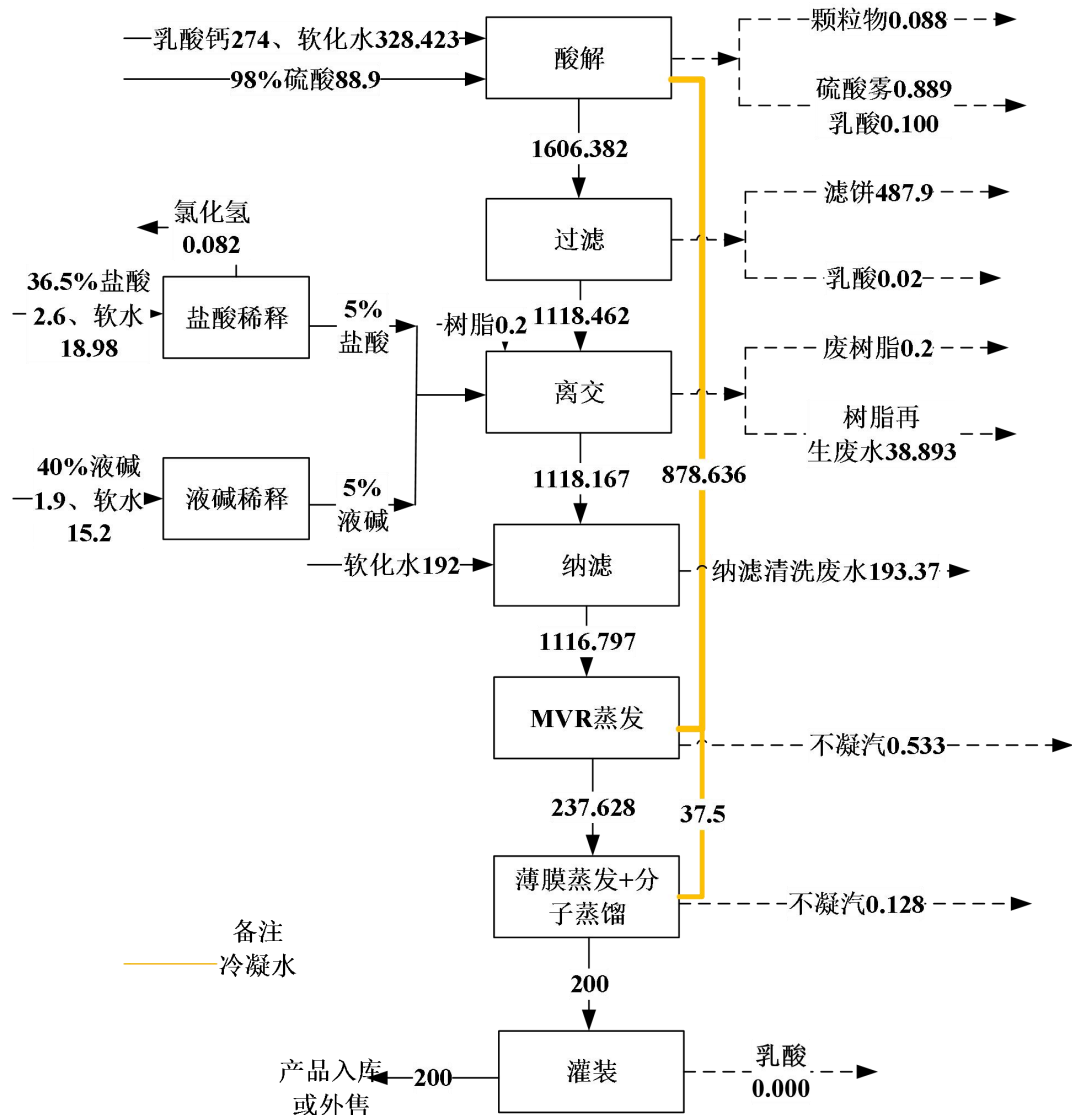 乳酸钙274、软化水328.423
98%硫酸88.9
酸解
颗粒物0.088
硫酸雾0.889
乳酸0.100
1606.382
过滤
滤饼487.9
乳酸0.02
氯化氢
0.082
36.5%盐酸
2.6、软水
18.98
盐酸稀释
5%
盐酸
树脂0.2
1118.462
离交
废树脂0.2
树脂再
生废水38.893
40%液碱
1.9、软水
15.2
液碱稀释
5%
液碱
1118.167
878.636
软化水192
纳滤
纳滤清洗废水193.37
1116.797
MVR蒸发
不凝汽0.533
237.628
37.5
薄膜蒸发+分
子蒸馏
不凝汽0.128
备注
冷凝水
200
灌装
产品入库
或外售
200
乳酸
0.000